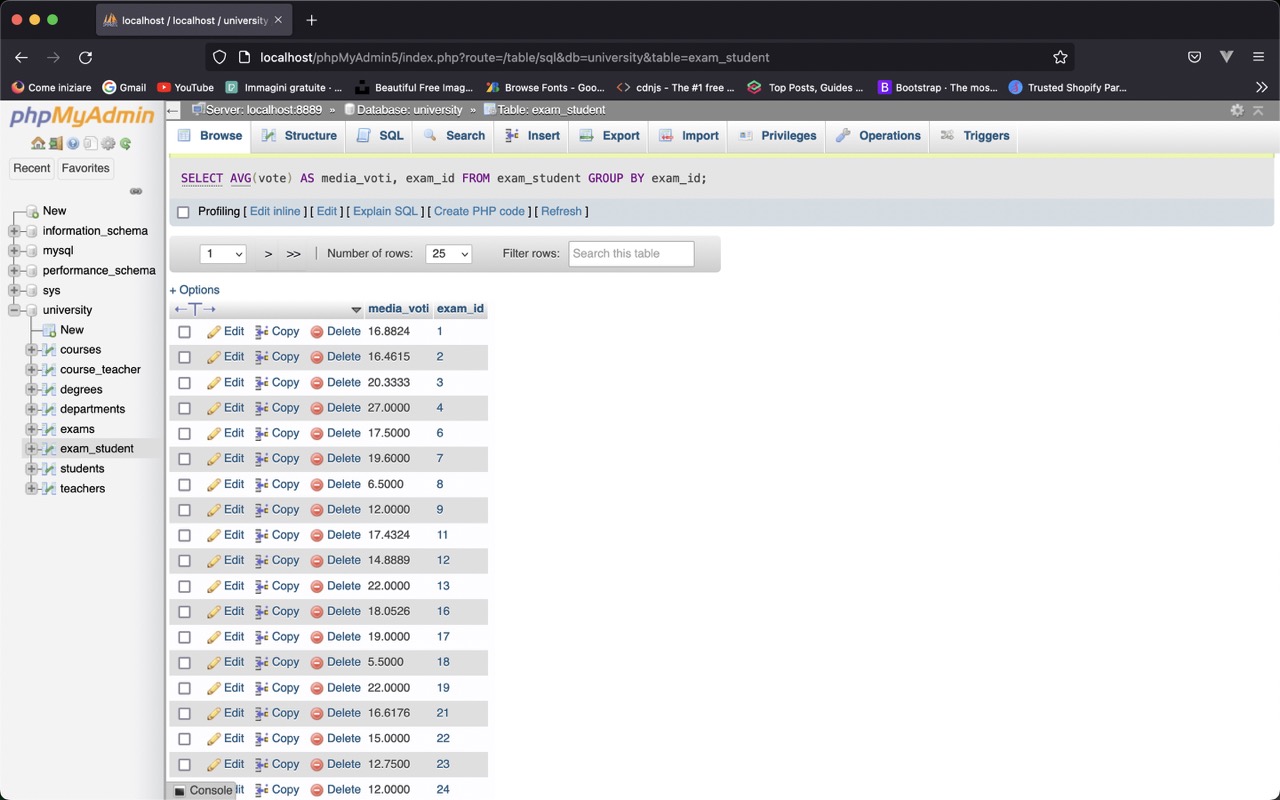 localhost / localhost / university
localhost/phpMyAdmin5/index.php?route=/table/sql&db=university&table=exam_student
Come iniziare Gmail YouTube Immagini gratuite · ... Beautiful Free Imag... Browse Fonts - Goo... cdnjs - The #1 free ... Top Posts, Guides ... Bootstrap · The mos... Trusted Shopify Par...
phpMyAdmin
Recent Favorites
New
information_schema
mysql
performance_schema
sys
university
New
courses
course_teacher
degrees
departments
exams
exam_student
students
teachers
Server: localhost:8889 » Database: university » Table: exam_student
Browse Structure SQL Search Insert Export Import Privileges Operations Triggers
SELECT AVG(vote) AS media_voti, exam_id FROM exam_student GROUP BY exam_id;
Profiling [ Edit inline ] [ Edit ] [ Explain SQL ] [ Create PHP code ] [ Refresh ]
1 > >> | Number of rows: 25 Filter rows: Search this table
+ Options
←T→ media_voti exam_id
Edit Copy Delete 16.8824 1
Edit Copy Delete 16.4615 2
Edit Copy Delete 20.3333 3
Edit Copy Delete 27.0000 4
Edit Copy Delete 17.5000 6
Edit Copy Delete 19.6000 7
Edit Copy Delete 6.5000 8
Edit Copy Delete 12.0000 9
Edit Copy Delete 17.4324 11
Edit Copy Delete 14.8889 12
Edit Copy Delete 22.0000 13
Edit Copy Delete 18.0526 16
Edit Copy Delete 19.0000 17
Edit Copy Delete 5.5000 18
Edit Copy Delete 22.0000 19
Edit Copy Delete 16.6176 21
Edit Copy Delete 15.0000 22
Edit Copy Delete 12.7500 23
Console it Copy Delete 12.0000 24